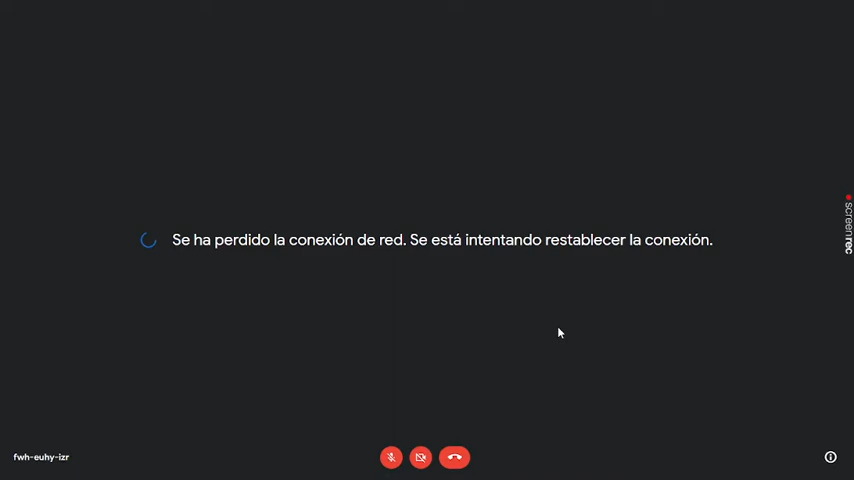 Se ha perdido la conexión de red. Se está intentando restablecer la conexión.
screenrec
fwh-euhy-izr